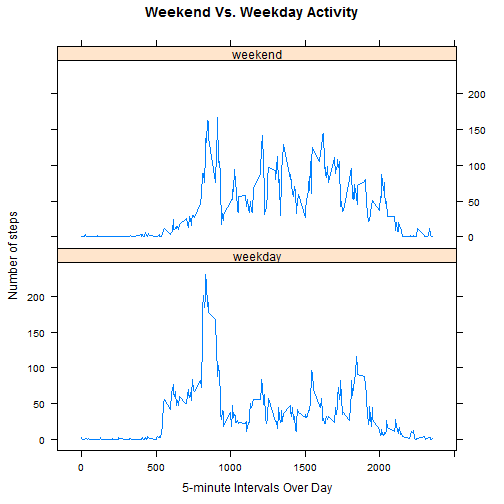 Weekend Vs. Weekday Activity
weekend
200
150
100
50
0
Number of steps
weekday
200
150
100
50
0
0 500 1000 1500 2000
5-minute Intervals Over Day